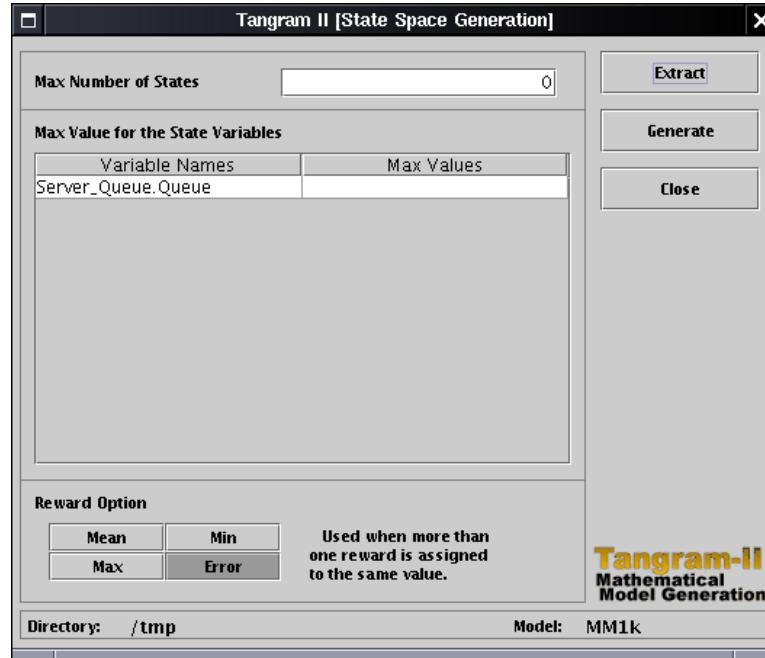 Tangram II [State Space Generation]
Max Number of States 0
Extract
Max Value for the State Variables
Generate
Variable Names Max Values
Server_Queue.Queue
Close
Reward Option
Mean Min
Max Error
Used when more than
one reward is assigned
to the same value.
Tangram-II
Mathematical
Model Generation
Directory: /tmp Model: MM1k